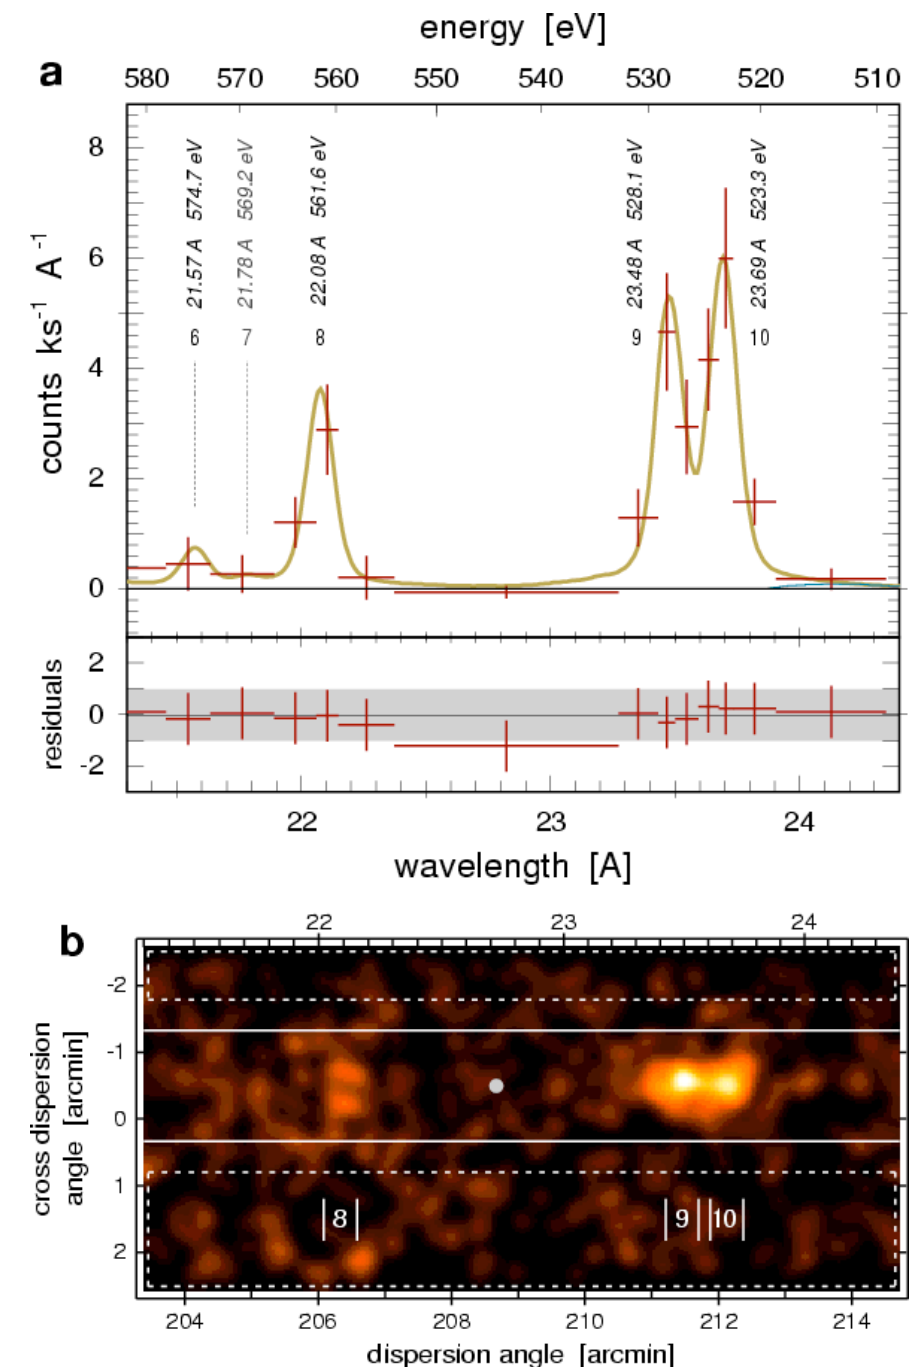 energy [eV]
a
580 570 560 550 540 530 520 510
8
6
4
2
0
counts ks-1 A-1
21.57 A 574.7 eV
21.78 A 569.2 eV
22.08 A 561.6 eV
23.48 A 528.1 eV
23.69 A 523.3 eV
6 7 8 9 10
2
0
-2
residuals
22 23 24
wavelength [A]
b
22 23 24
-2
-1
0
1
2
cross dispersion
angle [arcmin]
8 9 10
204 206 208 210 212 214
dispersion angle [arcmin]